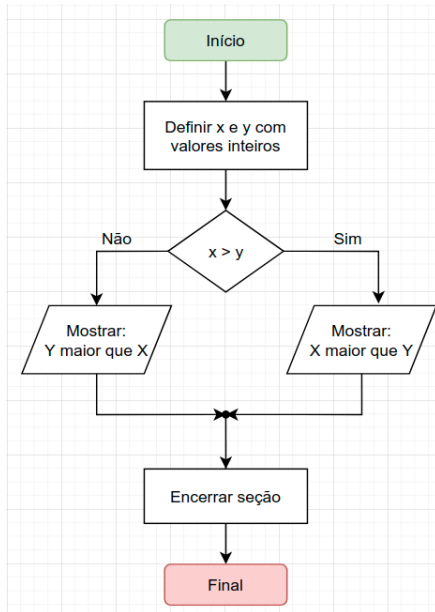 Início
Definir x e y com
valores inteiros
x > y
Não
Sim
Mostrar:
Y maior que X
Mostrar:
X maior que Y
Encerrar seção
Final